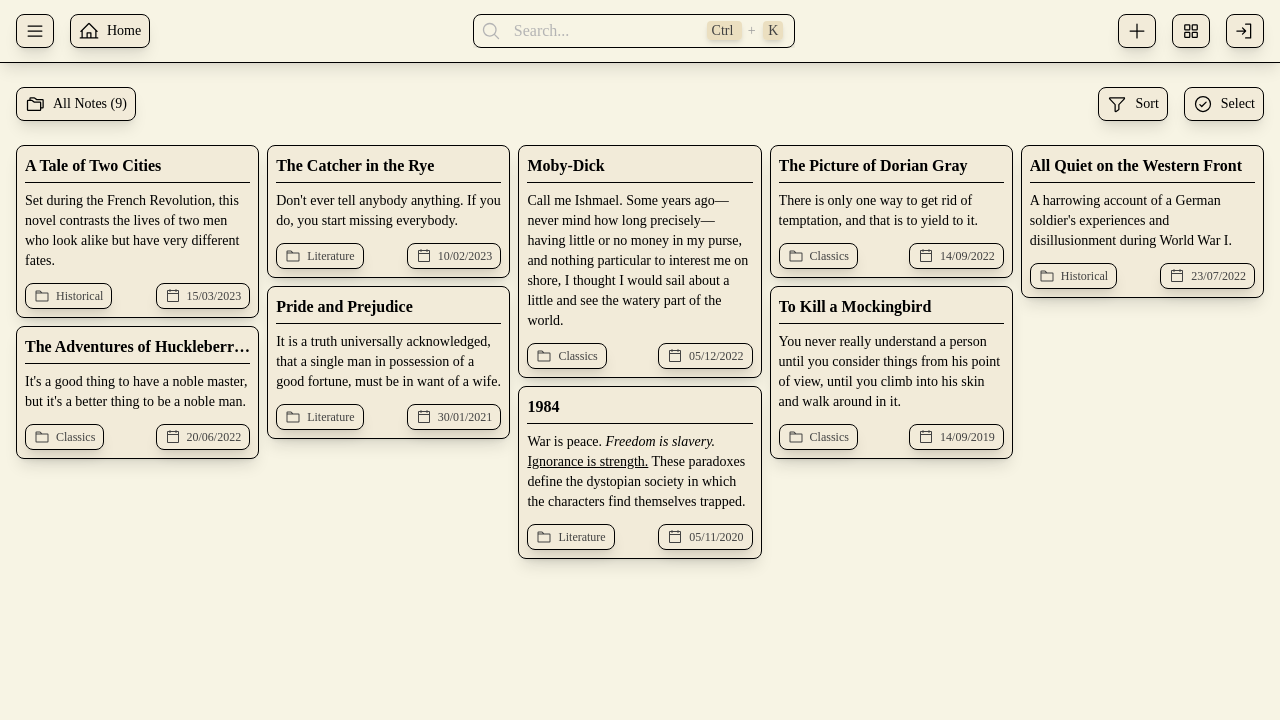 Home
Search...
Ctrl + K
All Notes (9)
Sort
Select
A Tale of Two Cities
Set during the French Revolution, this
novel contrasts the lives of two men
who look alike but have very different
fates.
Historical
15/03/2023
The Adventures of Huckleberr…
It's a good thing to have a noble master,
but it's a better thing to be a noble man.
Classics
20/06/2022
The Catcher in the Rye
Don't ever tell anybody anything. If you
do, you start missing everybody.
Literature
10/02/2023
Pride and Prejudice
It is a truth universally acknowledged,
that a single man in possession of a
good fortune, must be in want of a wife.
Literature
30/01/2021
Moby-Dick
Call me Ishmael. Some years ago—
never mind how long precisely—
having little or no money in my purse,
and nothing particular to interest me on
shore, I thought I would sail about a
little and see the watery part of the
world.
Classics
05/12/2022
1984
War is peace. Freedom is slavery.
Ignorance is strength. These paradoxes
define the dystopian society in which
the characters find themselves trapped.
Literature
05/11/2020
The Picture of Dorian Gray
There is only one way to get rid of
temptation, and that is to yield to it.
Classics
14/09/2022
To Kill a Mockingbird
You never really understand a person
until you consider things from his point
of view, until you climb into his skin
and walk around in it.
Classics
14/09/2019
All Quiet on the Western Front
A harrowing account of a German
soldier's experiences and
disillusionment during World War I.
Historical
23/07/2022